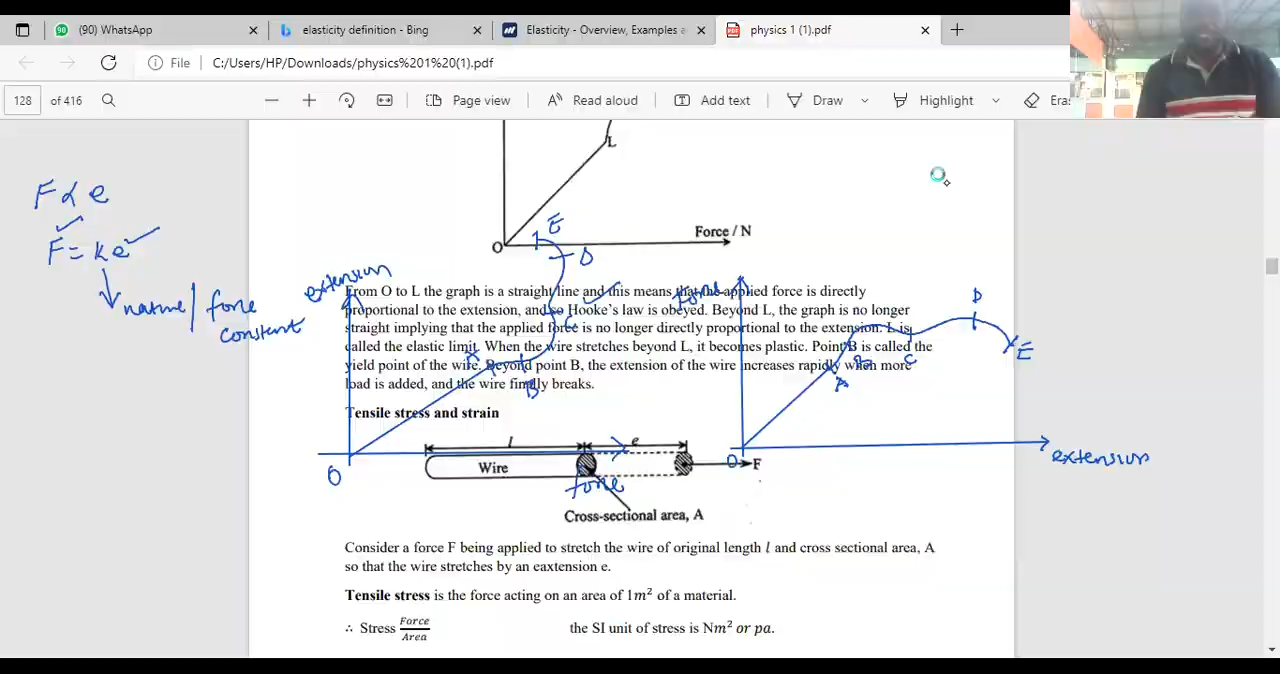 (90) WhatsApp
elasticity definition - Bing
Elasticity - Overview, Examples a
physics 1 (1).pdf
File
C:/Users/HP/Downloads/physics%201%20(1).pdf
128 of 416
Page view
Read aloud
Add text
Draw
Highlight
Era
L
F ∝ e
F = ke
name/force
constant
O
Force / N
E
D
C
B
A
extension
O
force
Force
A
B
C
D
E
O
extension
From O to L the graph is a straight line and this means that the applied force is directly
proportional to the extension, and so Hooke's law is obeyed. Beyond L, the graph is no longer
straight implying that the applied force is no longer directly proportional to the extension. L is
called the elastic limit. When the wire stretches beyond L, it becomes plastic. Point B is called the
yield point of the wire. Beyond point B, the extension of the wire increases rapidly when more
load is added, and the wire finally breaks.
Tensile stress and strain
l
e
Wire
F
Cross-sectional area, A
Consider a force F being applied to stretch the wire of original length l and cross sectional area, A
so that the wire stretches by an eaxtension e.
Tensile stress is the force acting on an area of 1m² of a material.
∴ Stress Force/Area the SI unit of stress is Nm² or pa.